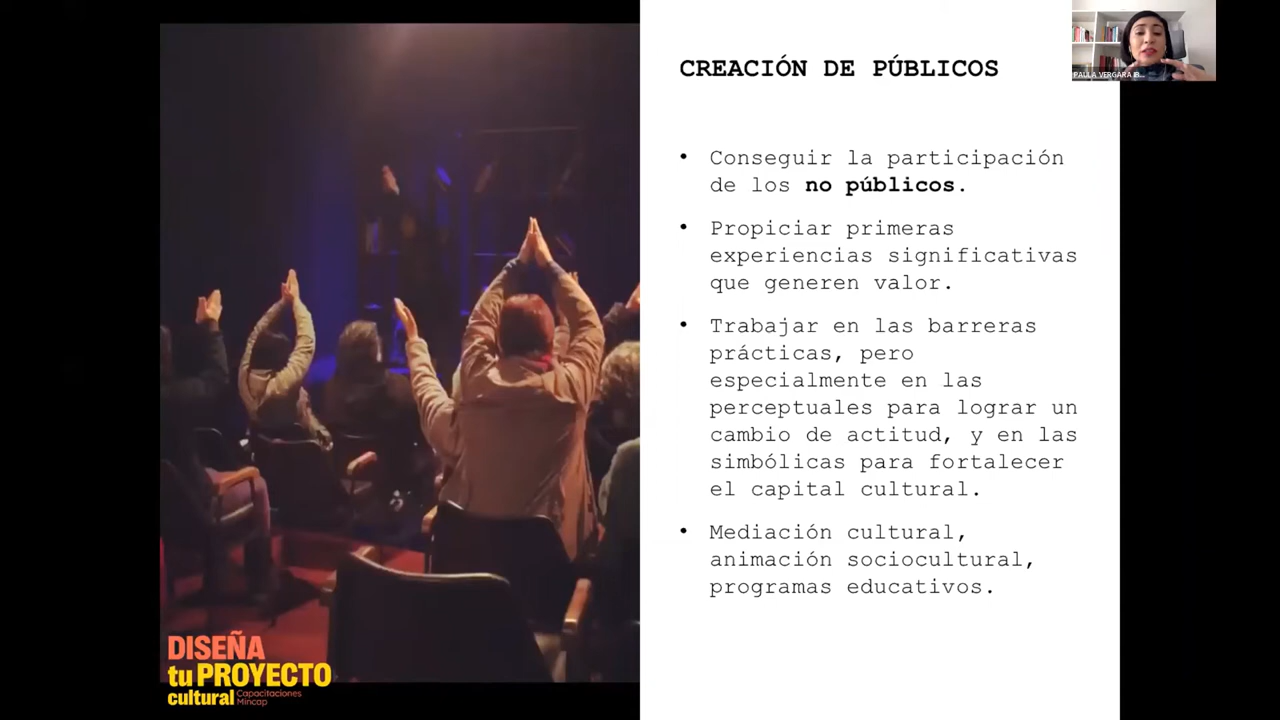 CREACIÓN DE PÚBLICOS
• Conseguir la participación
de los no públicos.
• Propiciar primeras
experiencias significativas
que generen valor.
• Trabajar en las barreras
prácticas, pero
especialmente en las
perceptuales para lograr un
cambio de actitud, y en las
simbólicas para fortalecer
el capital cultural.
• Mediación cultural,
animación sociocultural,
programas educativos.
DISEÑA
tu PROYECTO
cultural Capacitaciones
Mincap
PAULA VERGARA